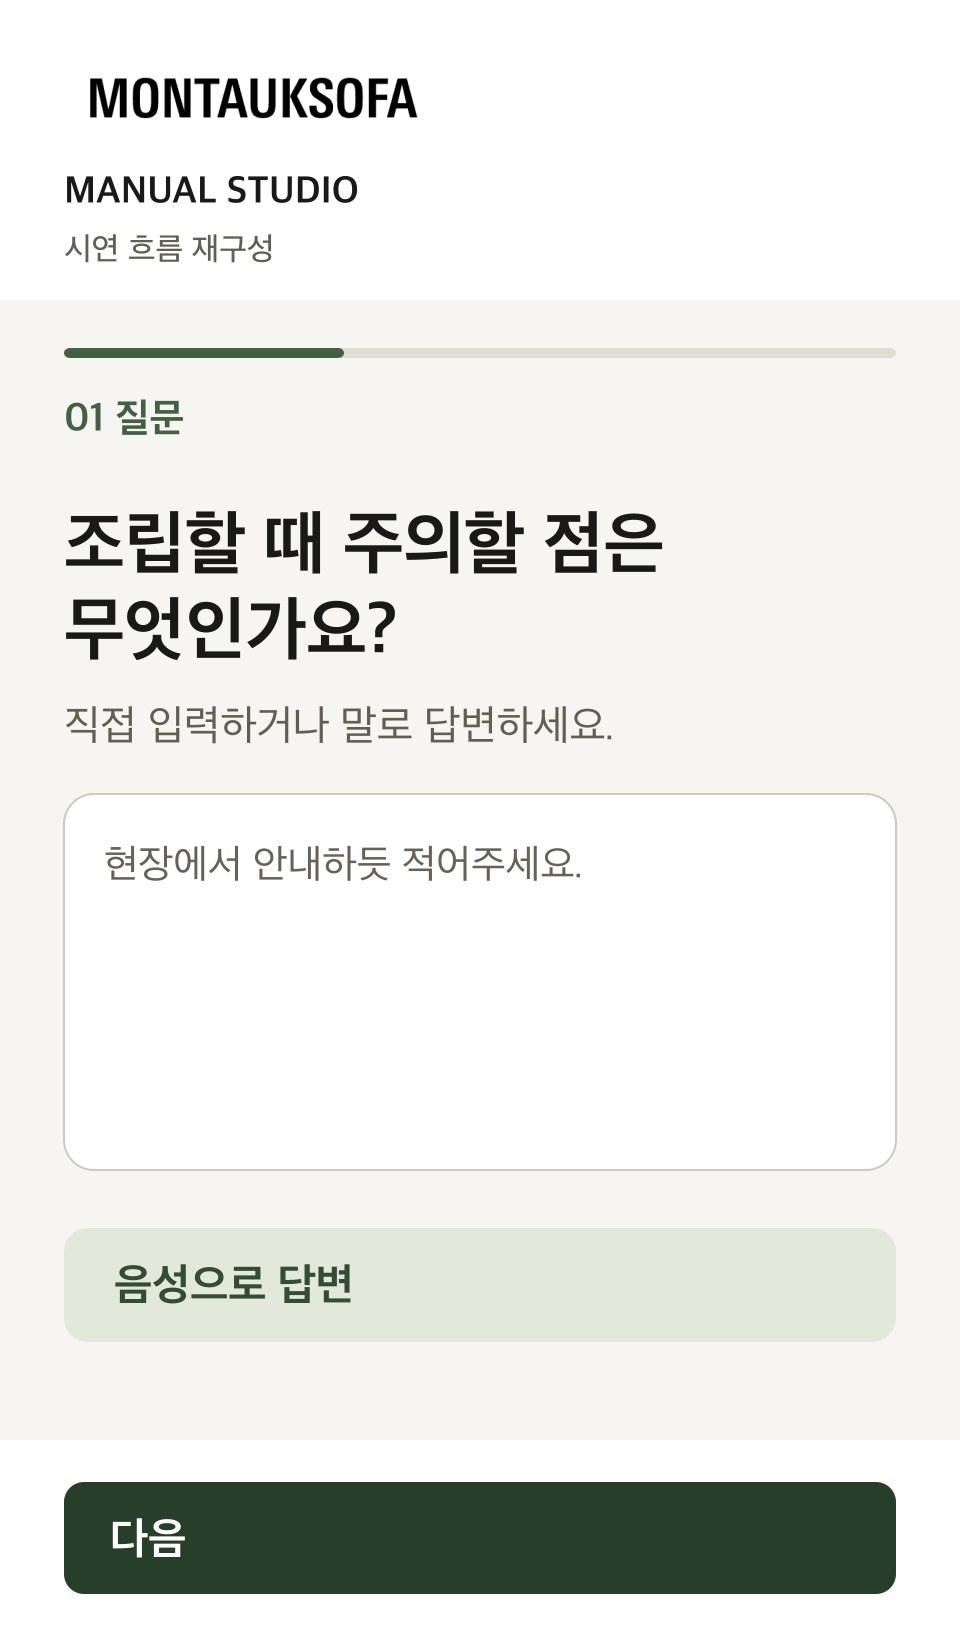 MONTAUKSOFA
MANUAL STUDIO
시연 흐름 재구성
01 질문
조립할 때 주의할 점은
무엇인가요?
직접 입력하거나 말로 답변하세요.
현장에서 안내하듯 적어주세요.
음성으로 답변
다음